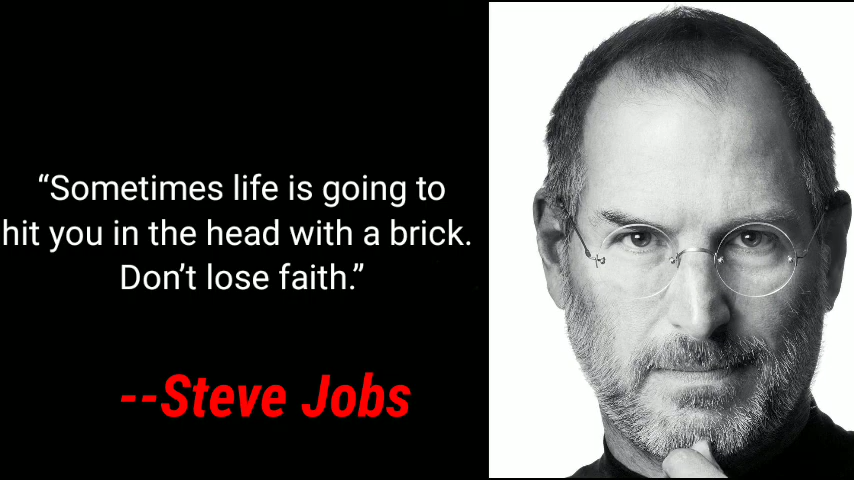 “Sometimes life is going to
hit you in the head with a brick.
Don’t lose faith.”
--Steve Jobs